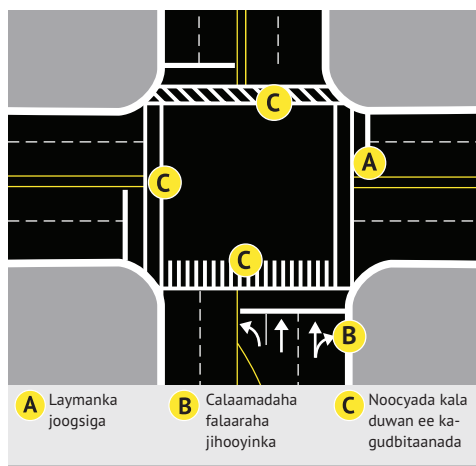 C
A
C
C
B
A Laymanka
joogsiga
B Calaamadaha
falaaraha
jihooyinka
C Noocyada kala
duwan ee ka-
gudbitaanada